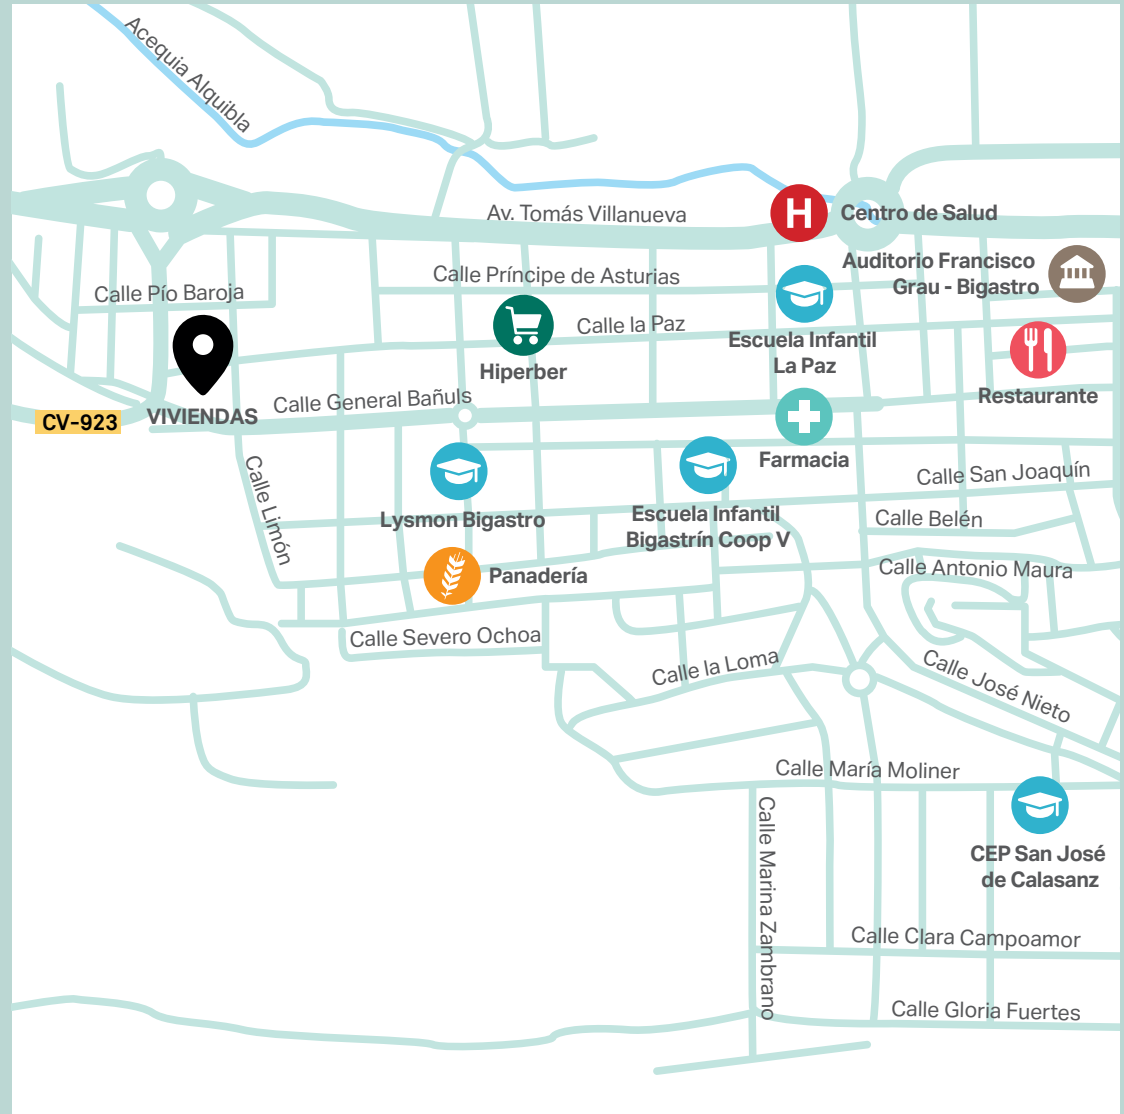 Acequia Alquibla
Av. Tomás Villanueva
H
Centro de Salud
Auditorio Francisco
Grau - Bigastro
Calle Príncipe de Asturias
Calle Pío Baroja
Calle la Paz
Escuela Infantil
La Paz
Hiperber
Restaurante
Calle General Bañuls
VIVIENDAS
CV-923
Farmacia
Calle Limón
Calle San Joaquín
Lysmon Bigastro
Escuela Infantil
Bigastrín Coop V
Calle Belén
Calle Antonio Maura
Panadería
Calle Severo Ochoa
Calle la Loma
Calle José Nieto
Calle María Moliner
Calle Marina Zambrano
CEP San José
de Calasanz
Calle Clara Campoamor
Calle Gloria Fuertes